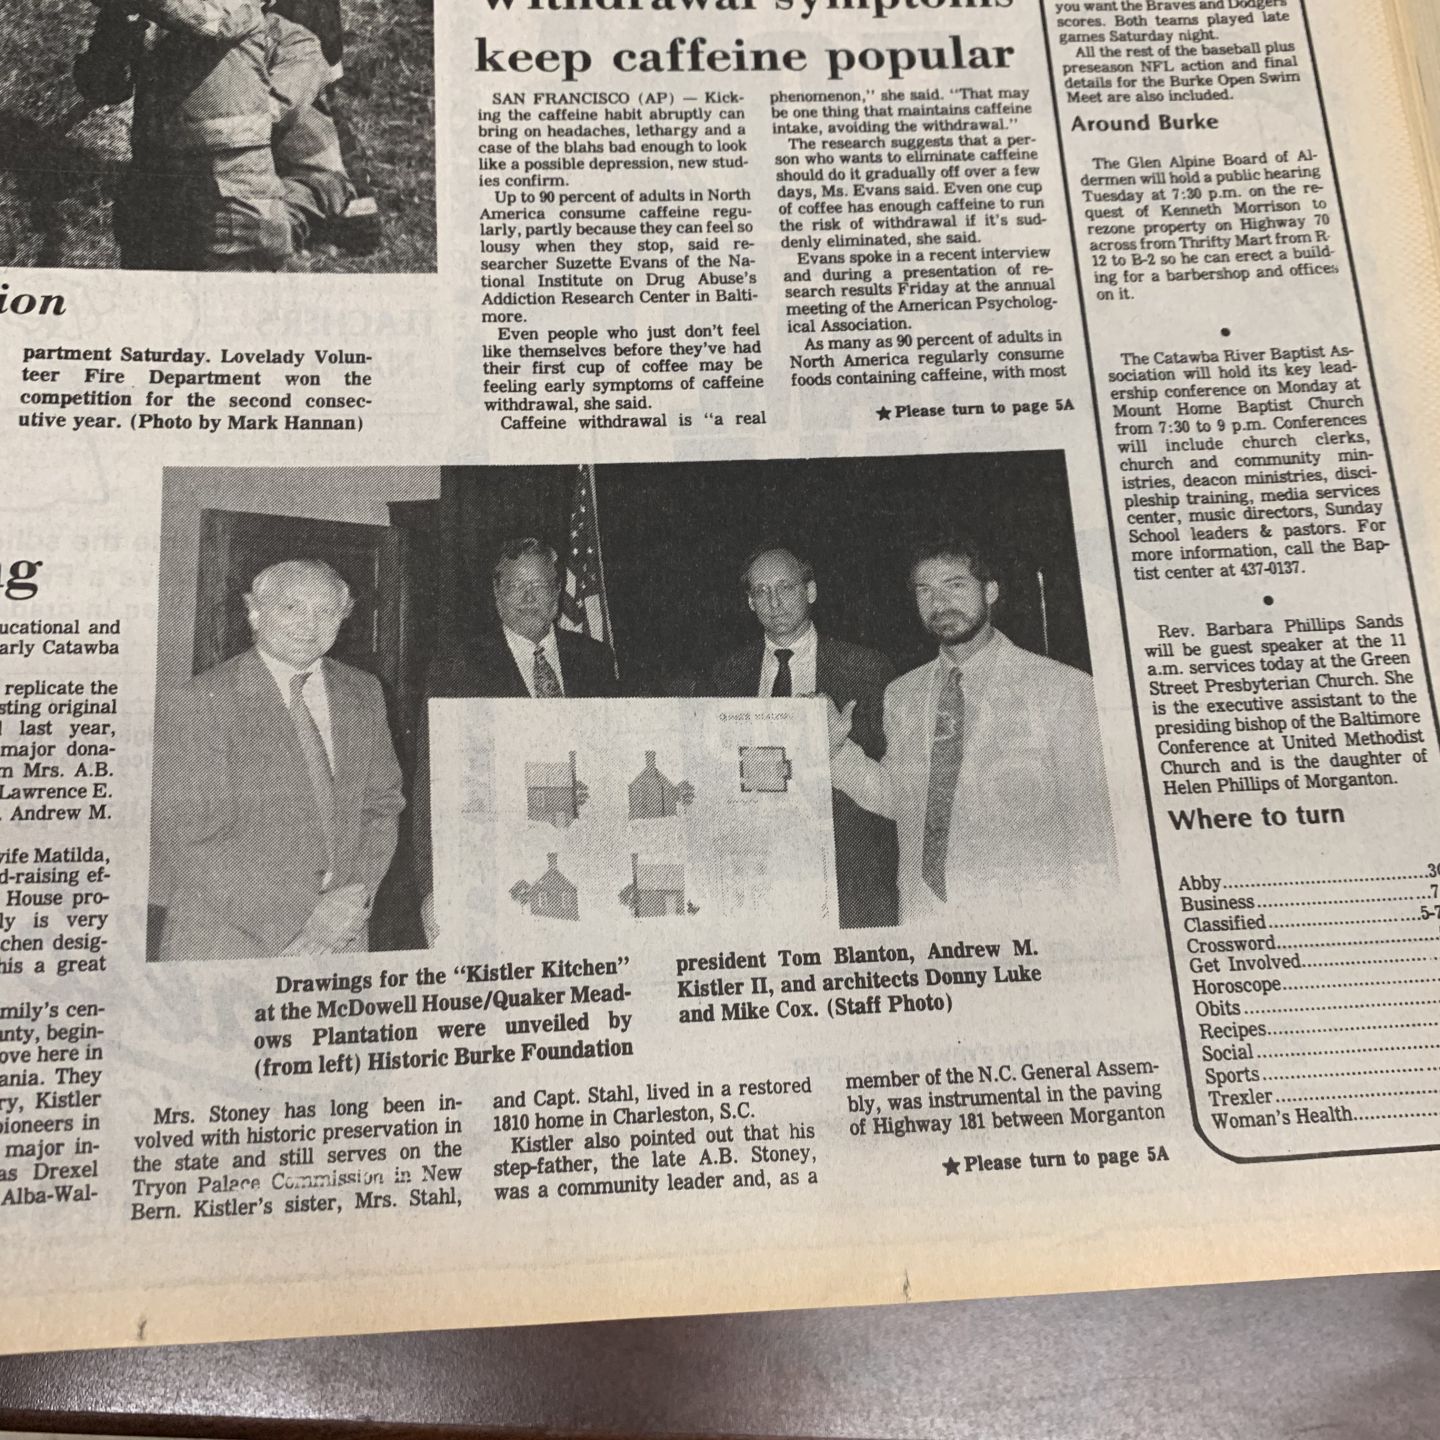 withdrawal symptoms
keep caffeine popular
SAN FRANCISCO (AP) — Kick-
ing the caffeine habit abruptly can
bring on headaches, lethargy and a
case of the blahs bad enough to look
like a possible depression, new stud-
ies confirm.
Up to 90 percent of adults in North
America consume caffeine regu-
larly, partly because they can feel so
lousy when they stop, said re-
searcher Suzette Evans of the Na-
tional Institute on Drug Abuse's
Addiction Research Center in Balti-
more.
Even people who just don't feel
like themselves before they've had
their first cup of coffee may be
feeling early symptoms of caffeine
withdrawal, she said.
Caffeine withdrawal is "a real
phenomenon," she said. "That may
be one thing that maintains caffeine
intake, avoiding the withdrawal."
The research suggests that a per-
son who wants to eliminate caffeine
should do it gradually off over a few
days, Ms. Evans said. Even one cup
of coffee has enough caffeine to run
the risk of withdrawal if it's sud-
denly eliminated, she said.
Evans spoke in a recent interview
and during a presentation of re-
search results Friday at the annual
meeting of the American Psycholog-
ical Association.
As many as 90 percent of adults in
North America regularly consume
foods containing caffeine, with most
★Please turn to page 5A
you want the Braves and Dodgers
scores. Both teams played late
games Saturday night.
All the rest of the baseball plus
preseason NFL action and final
details for the Burke Open Swim
Meet are also included.
Around Burke
The Glen Alpine Board of Al-
dermen will hold a public hearing
Tuesday at 7:30 p.m. on the re-
quest of Kenneth Morrison to
rezone property on Highway 70
across from Thrifty Mart from R-
12 to B-2 so he can erect a build-
ing for a barbershop and offices
on it.
•
The Catawba River Baptist As-
sociation will hold its key lead-
ership conference on Monday at
Mount Home Baptist Church
from 7:30 to 9 p.m. Conferences
will include church clerks,
church and community min-
istries, deacon ministries, disci-
pleship training, media services
center, music directors, Sunday
School leaders & pastors. For
more information, call the Bap-
tist center at 437-0137.
•
Rev. Barbara Phillips Sands
will be guest speaker at the 11
a.m. services today at the Green
Street Presbyterian Church. She
is the executive assistant to the
presiding bishop of the Baltimore
Conference at United Methodist
Church and is the daughter of
Helen Phillips of Morganton.
Where to turn
Abby
Business
Classified
Crossword
Get Involved
Horoscope
Obits
Recipes
Social
Sports
Trexler
Woman's Health
ion
partment Saturday. Lovelady Volun-
teer Fire Department won the
competition for the second consec-
utive year. (Photo by Mark Hannan)
g
ucational and
arly Catawba
replicate the
sting original
last year,
major dona-
Mrs. A.B.
Lawrence E.
Andrew M.
ife Matilda,
d-raising ef-
House pro-
ly is very
chen desig-
his a great
mily's cen-
unty, begin-
ove here in
ania. They
ry, Kistler
pioneers in
major in-
as Drexel
Alba-Wal-
Drawings for the "Kistler Kitchen"
at the McDowell House/Quaker Mead-
ows Plantation were unveiled by
(from left) Historic Burke Foundation
president Tom Blanton, Andrew M.
Kistler II, and architects Donny Luke
and Mike Cox. (Staff Photo)
Mrs. Stoney has long been in-
volved with historic preservation in
the state and still serves on the
Tryon Palace Commission in New
Bern. Kistler's sister, Mrs. Stahl,
and Capt. Stahl, lived in a restored
1810 home in Charleston, S.C.
Kistler also pointed out that his
step-father, the late A.B. Stoney,
was a community leader and, as a
member of the N.C. General Assem-
bly, was instrumental in the paving
of Highway 181 between Morganton
★Please turn to page 5A